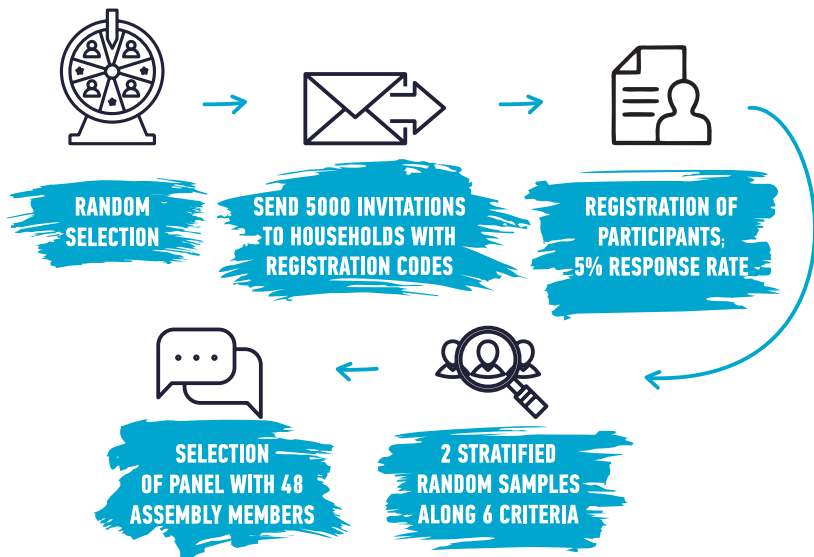 RANDOM
SELECTION
SEND 5000 INVITATIONS
TO HOUSEHOLDS WITH
REGISTRATION CODES
REGISTRATION OF
PARTICIPANTS;
5% RESPONSE RATE
2 STRATIFIED
RANDOM SAMPLES
ALONG 6 CRITERIA
SELECTION
OF PANEL WITH 48
ASSEMBLY MEMBERS